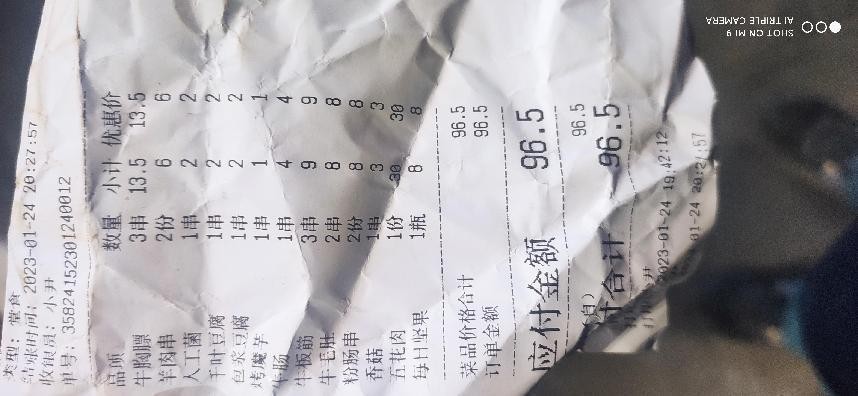 类型: 堂食
结账时间: 2023-01-24 20:27:57
收银员: 小尹
单号: 358241523012400​12
品项 数量 小计 优惠价
牛胸膘 3串 13.5 13.5
羊肉串 2份 6 6
人工菌 1串 2 2
千叶豆腐 1串 2 2
包浆豆腐 1串 2 2
烤魔芋 1串 1 1
牛肠 1串 4 4
牛板筋 3串 9 9
牛毛肚 2串 8 8
粉肠串 2份 8 8
香菇 1串 3 3
五花肉 1份 30 30
每日坚果 1瓶 8 8
菜品价格合计 96.5
订单金额 96.5
应付金额 96.5
96.5
合计 96.5
2023-01-24 19:42:12
2023-01-24 20:27:57
SHOT ON MI 9
AI TRIPLE CAMERA